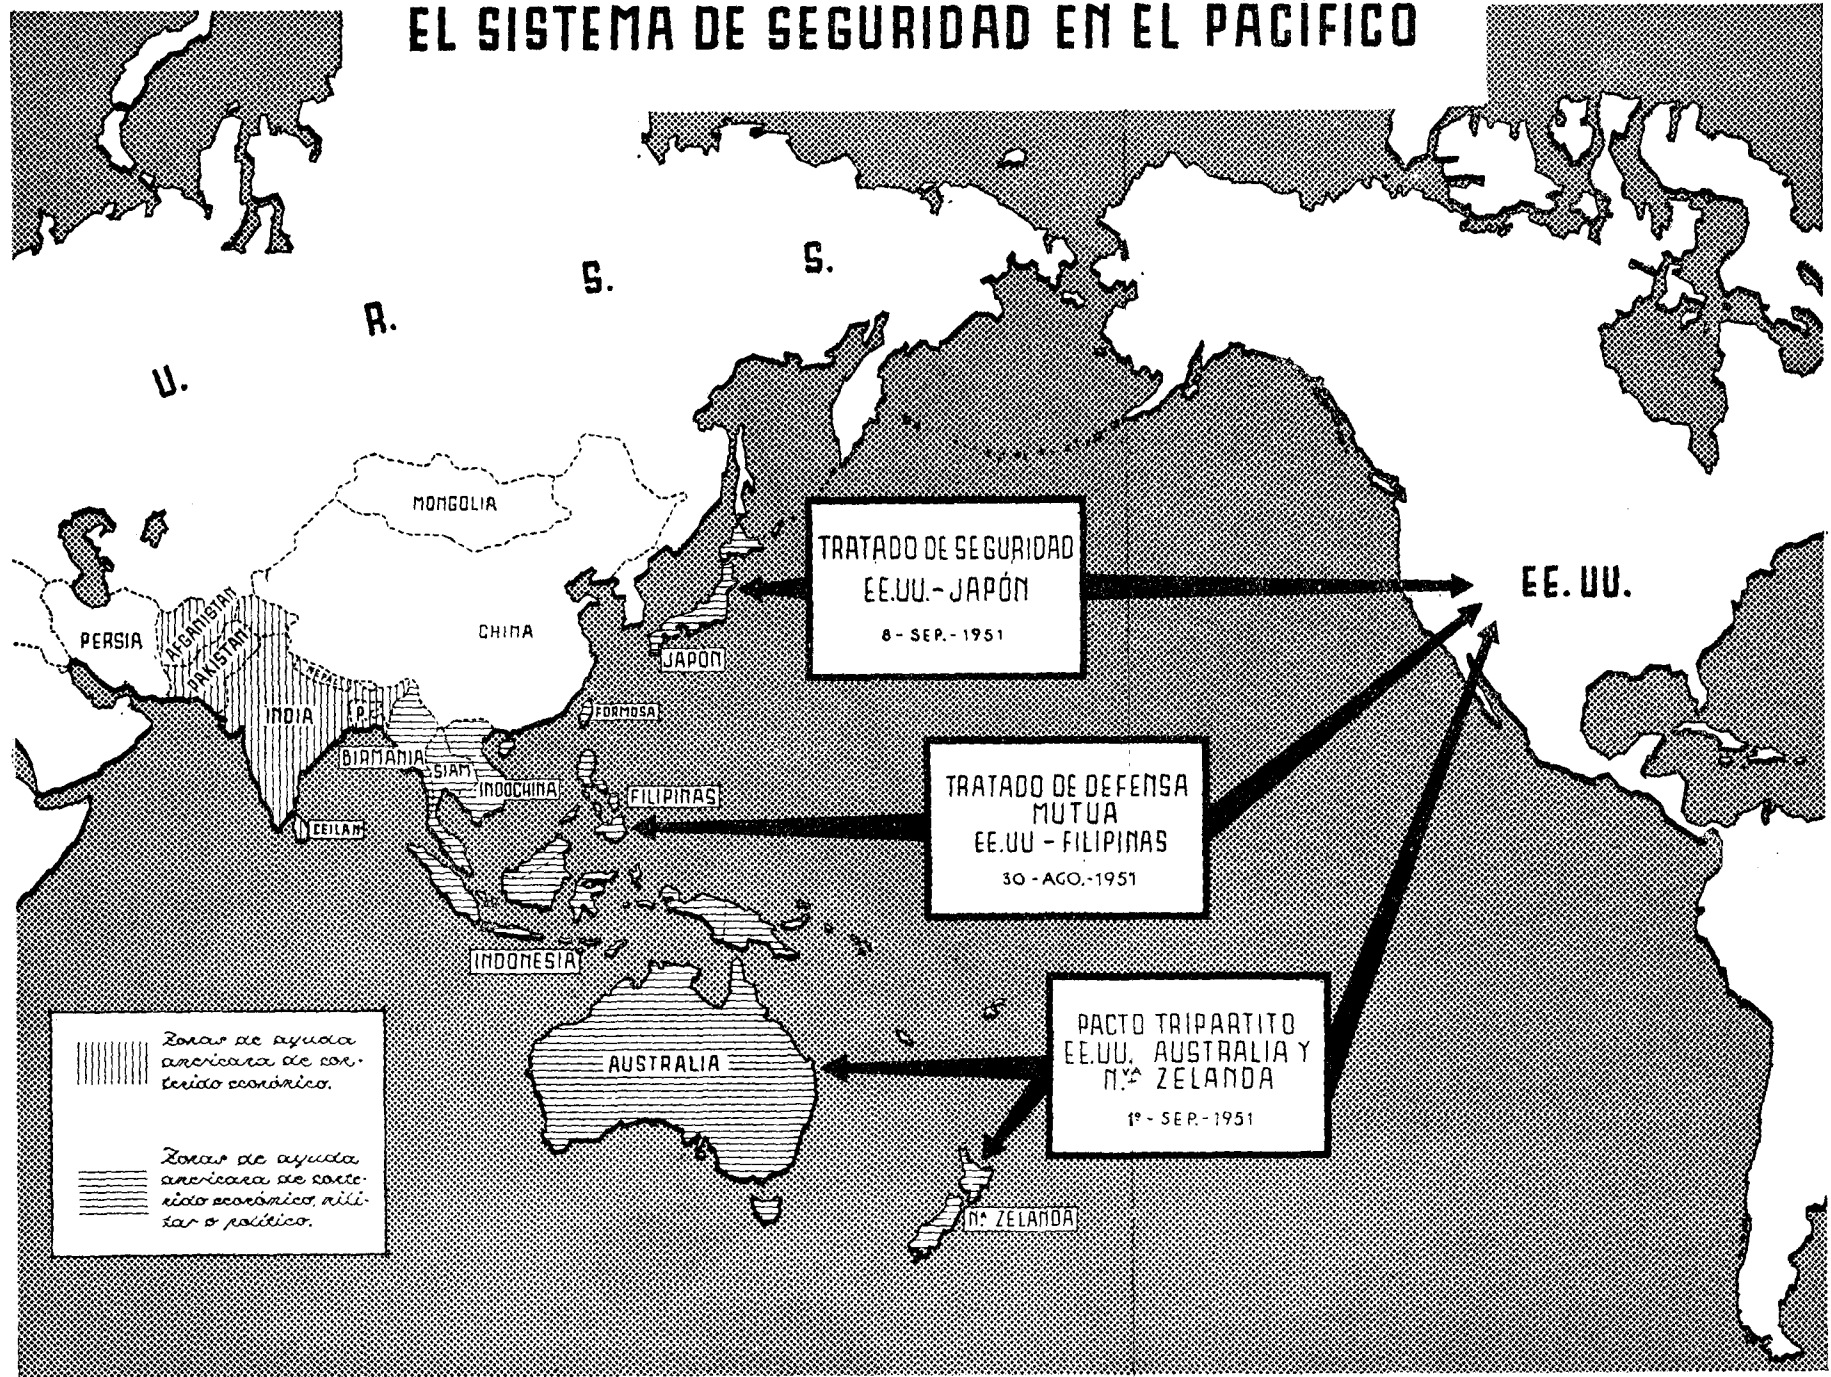 EL SISTEMA DE SEGURIDAD EN EL PACIFICO
U. R. S. S.
MONGOLIA
TRATADO DE SEGURIDAD
EE.UU.-JAPÓN
8-SEP.-1951
EE.UU.
AFGANISTAN
PERSIA
PAKISTAN
CHINA
JAPÓN
NEPAL
INDIA
P.
FORMOSA
BIRMANIA
SIAM
INDOCHINA
FILIPINAS
CEILAN
TRATADO DE DEFENSA
MUTUA
EE.UU-FILIPINAS
30-AGO.-1951
INDONESIA
AUSTRALIA
PACTO TRIPARTITO
EE.UU. AUSTRALIA Y
N.VA ZELANDA
1º-SEP.-1951
Nª ZELANDA
Zonas de ayuda
americana de con-
tenido económico.
Zonas de ayuda
americana de conte-
nido económico, mili-
tar o político.